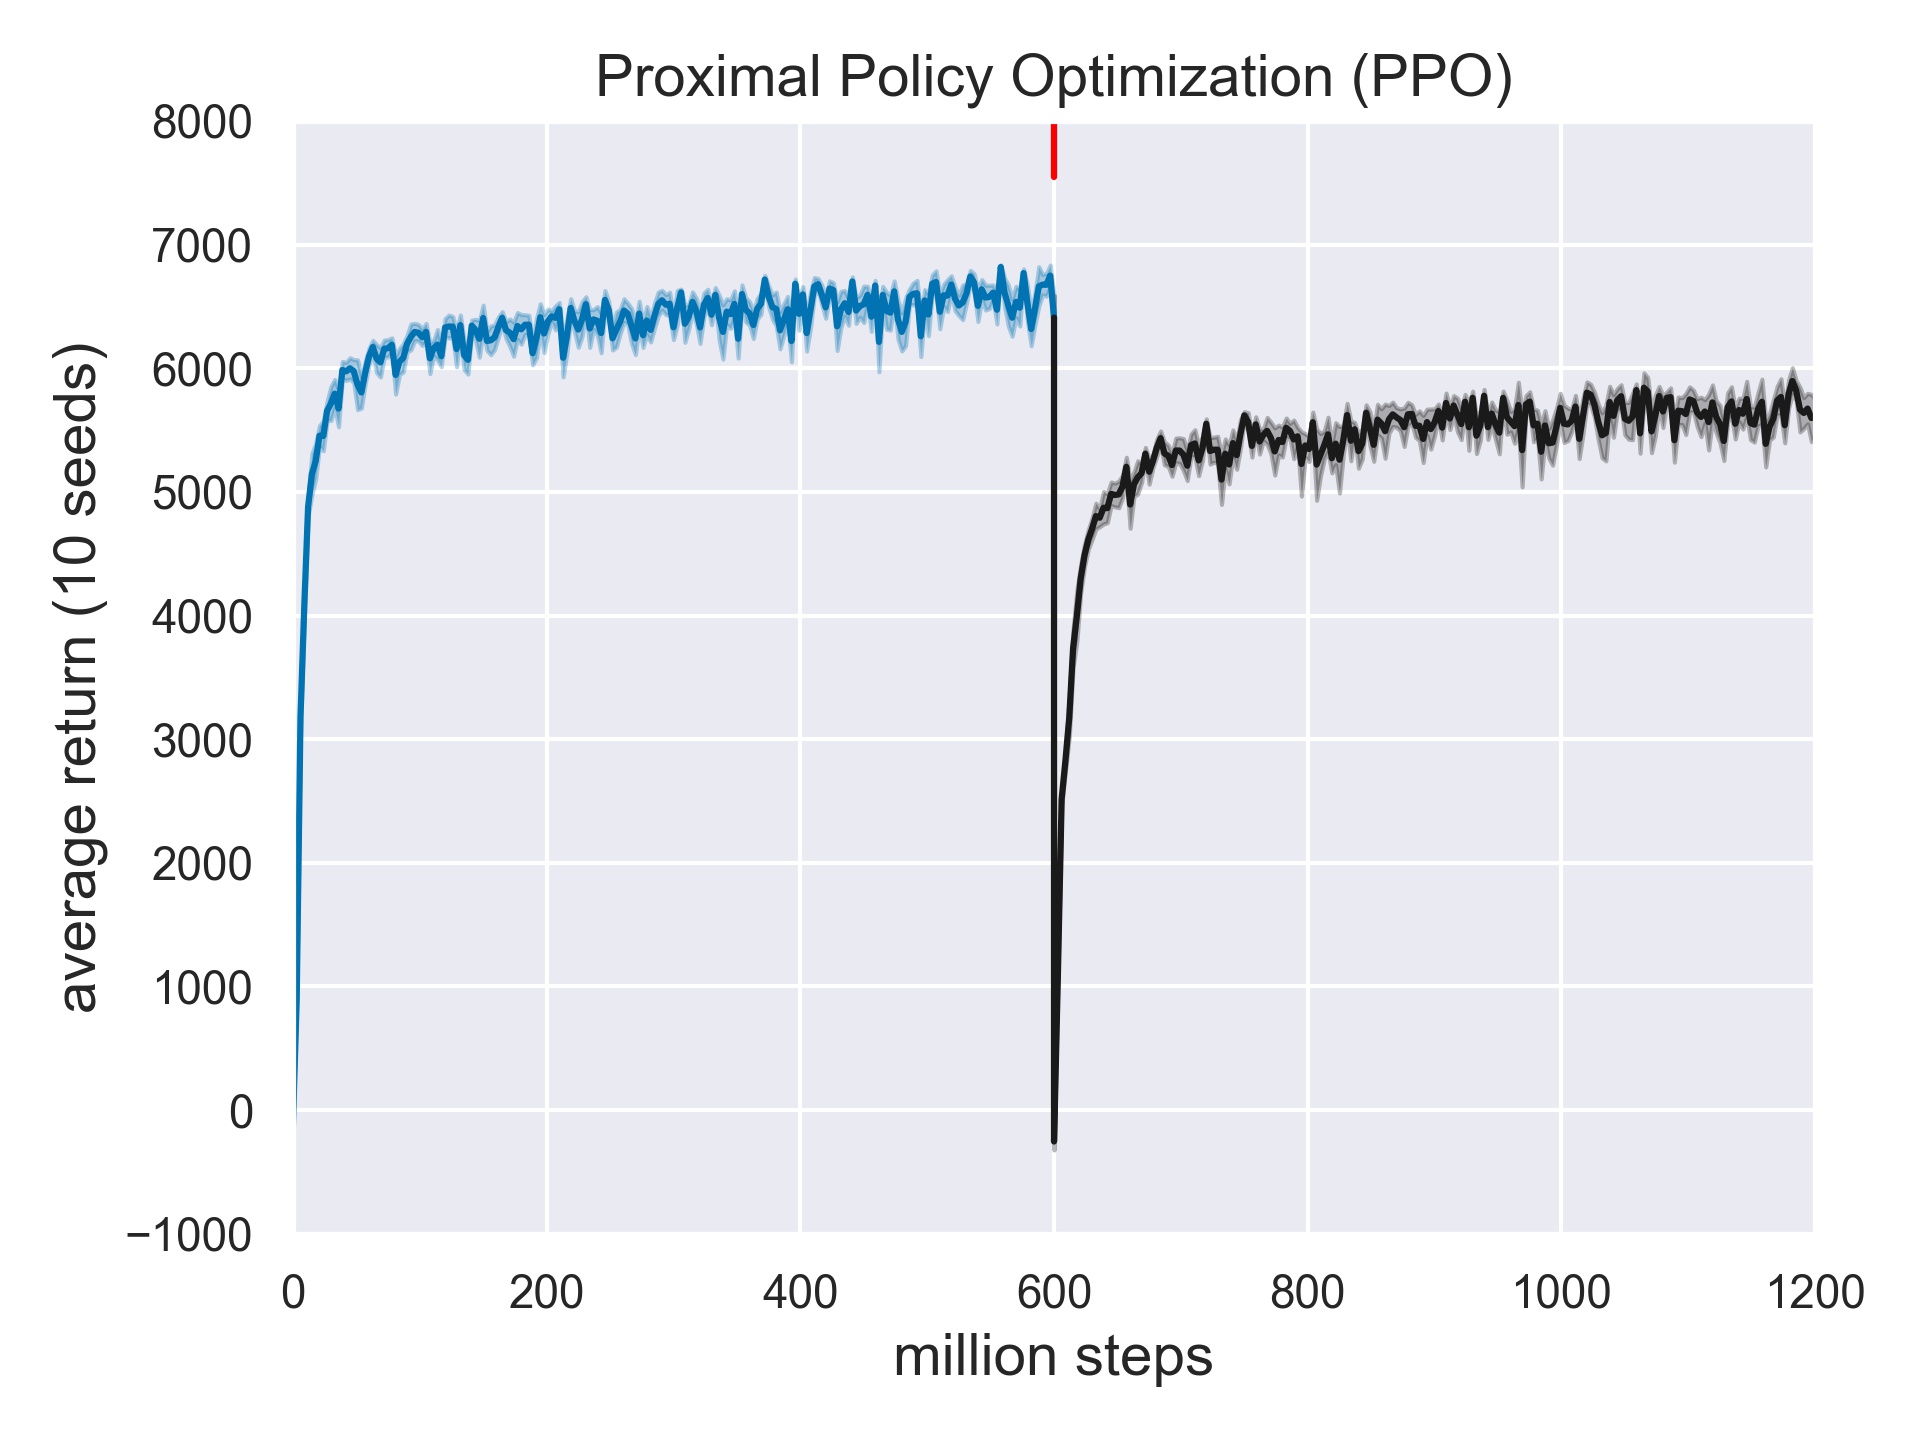 Proximal Policy Optimization (PPO)
8000
7000
6000
5000
4000
3000
2000
1000
0
−1000
average return (10 seeds)
0 200 400 600 800 1000 1200
million steps